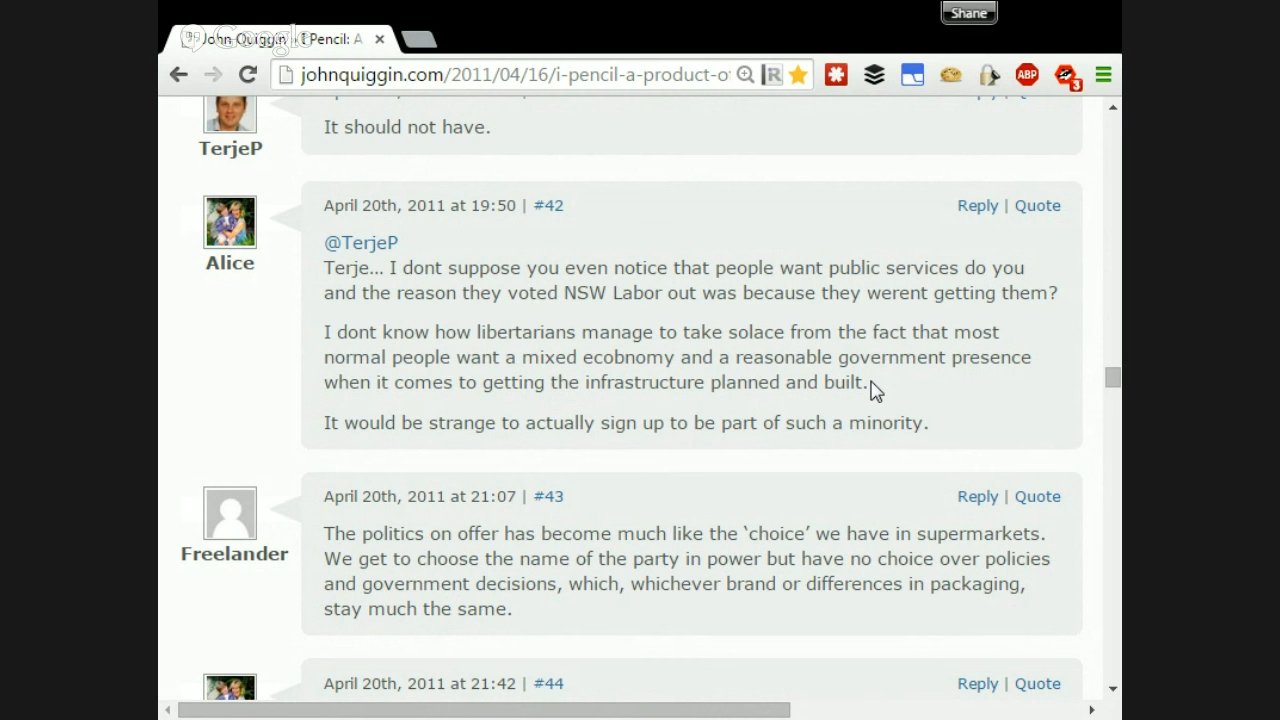 Shane
John Quiggin » I Pencil: A
Google
johnquiggin.com/2011/04/16/i-pencil-a-product-o
R
ABP
3
It should not have.
TerjeP
April 20th, 2011 at 19:50 | #42
Reply | Quote
@TerjeP
Terje... I dont suppose you even notice that people want public services do you
and the reason they voted NSW Labor out was because they werent getting them?
Alice
I dont know how libertarians manage to take solace from the fact that most
normal people want a mixed ecobnomy and a reasonable government presence
when it comes to getting the infrastructure planned and built.
It would be strange to actually sign up to be part of such a minority.
April 20th, 2011 at 21:07 | #43
Reply | Quote
Freelander
The politics on offer has become much like the ‘choice’ we have in supermarkets.
We get to choose the name of the party in power but have no choice over policies
and government decisions, which, whichever brand or differences in packaging,
stay much the same.
April 20th, 2011 at 21:42 | #44
Reply | Quote